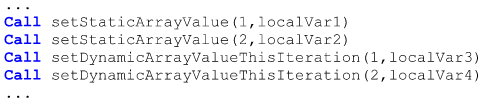 ...
Call setStaticArrayValue(1,localVar1)
Call setStaticArrayValue(2,localVar2)
Call setDynamicArrayValueThisIteration(1,localVar3)
Call setDynamicArrayValueThisIteration(2,localVar4)
...